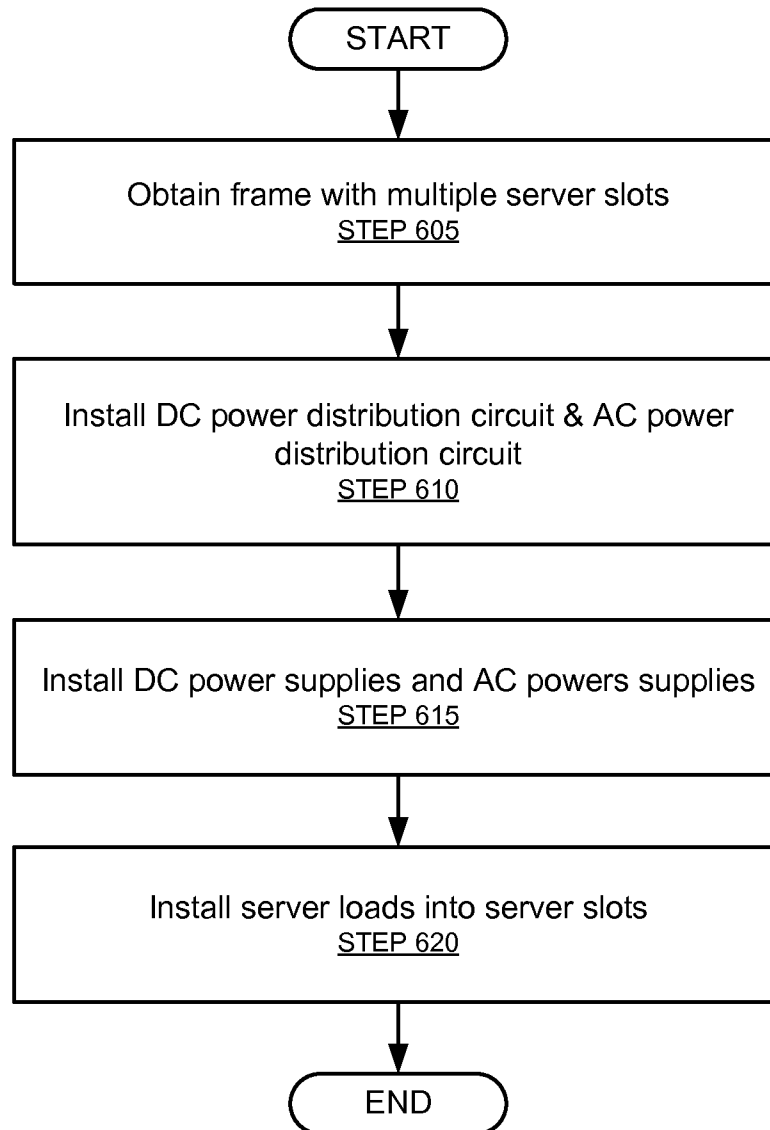 START
Obtain frame with multiple server slots
STEP 605
Install DC power distribution circuit & AC power
distribution circuit
STEP 610
Install DC power supplies and AC powers supplies
STEP 615
Install server loads into server slots
STEP 620
END